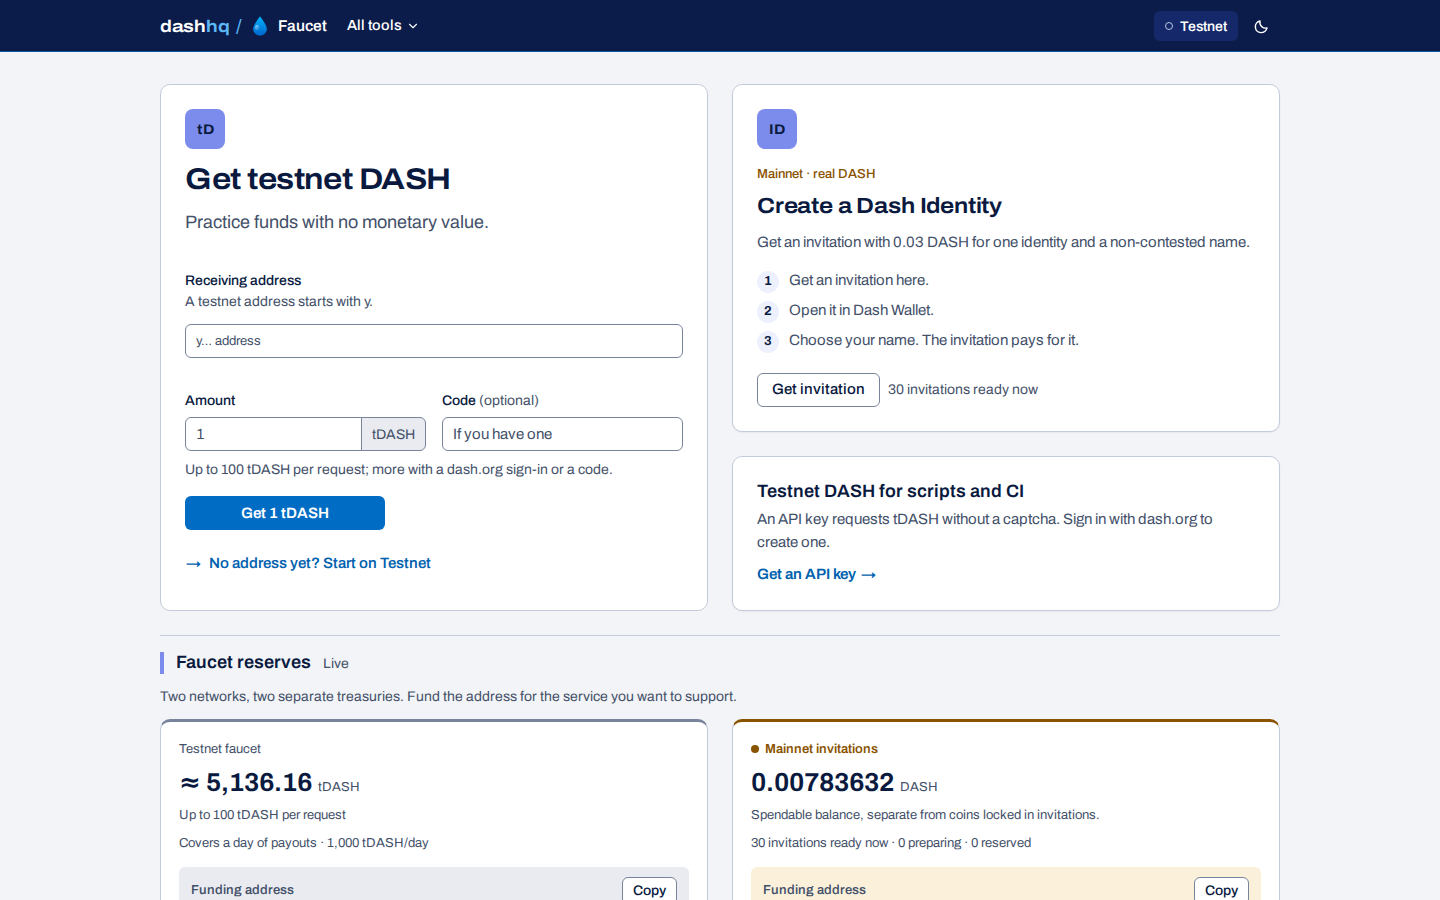 dashhq / Faucet All tools
Testnet
tD
Get testnet DASH
Practice funds with no monetary value.
Receiving address
A testnet address starts with y.
y... address
Amount
Code (optional)
1 tDASH
If you have one
Up to 100 tDASH per request; more with a dash.org sign-in or a code.
Get 1 tDASH
→ No address yet? Start on Testnet
ID
Mainnet · real DASH
Create a Dash Identity
Get an invitation with 0.03 DASH for one identity and a non-contested name.
1 Get an invitation here.
2 Open it in Dash Wallet.
3 Choose your name. The invitation pays for it.
Get invitation 30 invitations ready now
Testnet DASH for scripts and CI
An API key requests tDASH without a captcha. Sign in with dash.org to
create one.
Get an API key →
Faucet reserves Live
Two networks, two separate treasuries. Fund the address for the service you want to support.
Testnet faucet
≈ 5,136.16 tDASH
Up to 100 tDASH per request
Covers a day of payouts · 1,000 tDASH/day
Funding address Copy
Mainnet invitations
0.00783632 DASH
Spendable balance, separate from coins locked in invitations.
30 invitations ready now · 0 preparing · 0 reserved
Funding address Copy